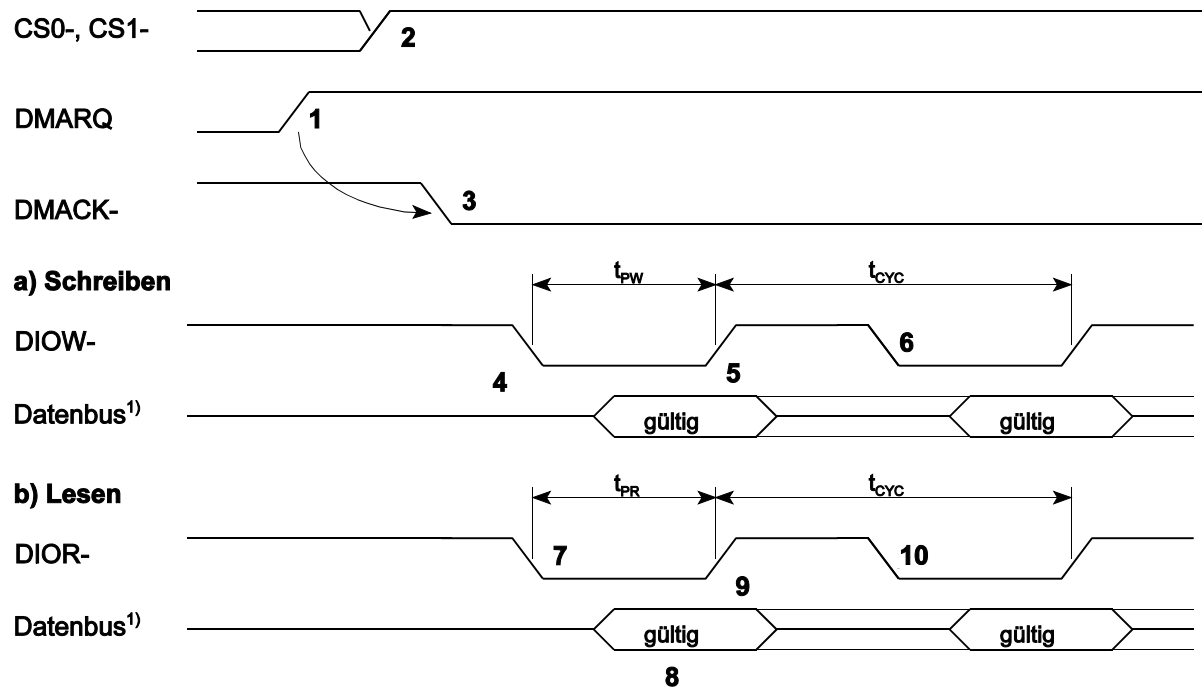 CS0-, CS1-
2
DMARQ
1
DMACK-
3
a) Schreiben
tPW
tCYC
DIOW-
4
5
6
Datenbus1)
gültig
gültig
b) Lesen
tPR
tCYC
DIOR-
7
9
10
Datenbus1)
gültig
gültig
8